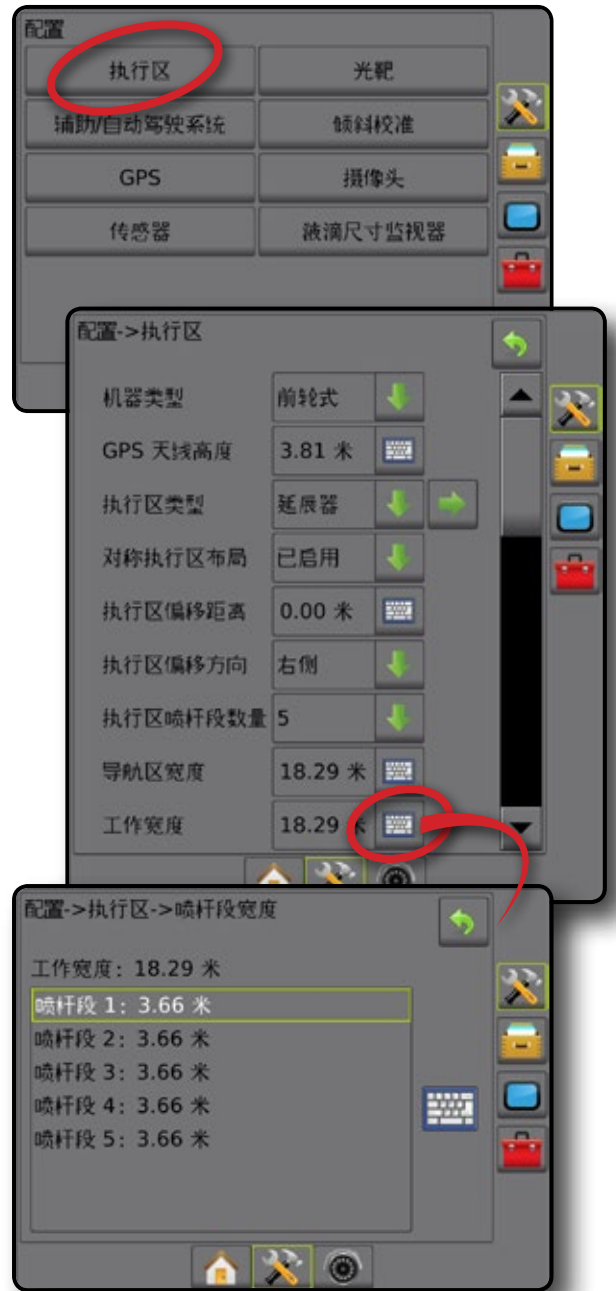 配置
执行区 光靶
辅助/自动驾驶系统 倾斜校准
GPS 摄像头
传感器 液滴尺寸监视器
配置->执行区
机器类型 前轮式
GPS 天线高度 3.81 米
执行区类型 延展器
对称执行区布局 已启用
执行区偏移距离 0.00 米
执行区偏移方向 右侧
执行区喷杆段数量 5
导航区宽度 18.29 米
工作宽度 18.29 米
配置->执行区->喷杆段宽度
工作宽度: 18.29 米
喷杆段 1: 3.66 米
喷杆段 2: 3.66 米
喷杆段 3: 3.66 米
喷杆段 4: 3.66 米
喷杆段 5: 3.66 米